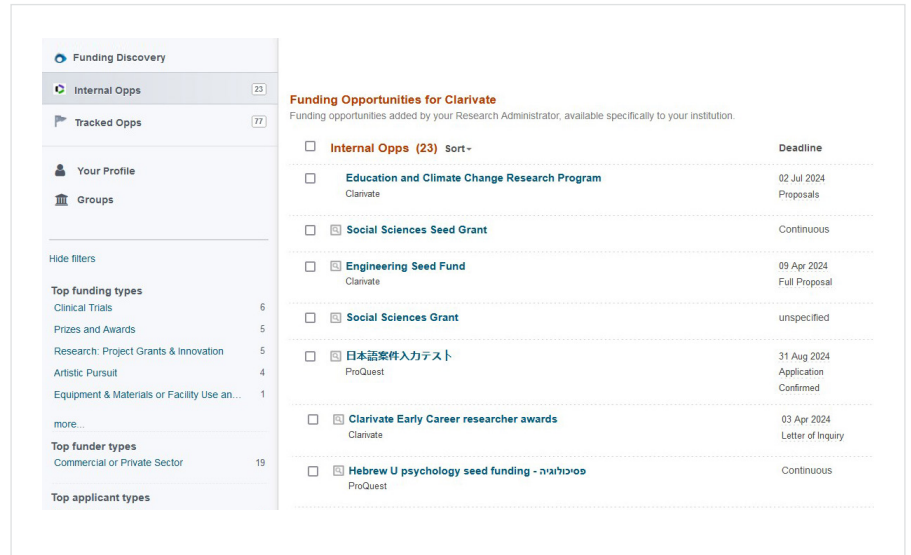 Funding Discovery
Internal Opps 23
Tracked Opps 77
Your Profile
Groups
Hide filters
Top funding types
Clinical Trials 6
Prizes and Awards 5
Research: Project Grants & Innovation 5
Artistic Pursuit 4
Equipment & Materials or Facility Use an... 1
more...
Top funder types
Commercial or Private Sector 19
Top applicant types
Funding Opportunities for Clarivate
Funding opportunities added by your Research Administrator, available specifically to your institution.
Internal Opps (23) Sort Deadline
Education and Climate Change Research Program 02 Jul 2024
Clarivate Proposals
Social Sciences Seed Grant Continuous
Engineering Seed Fund 09 Apr 2024
Clarivate Full Proposal
Social Sciences Grant unspecified
日本語案件入力テスト 31 Aug 2024
ProQuest Application
Confirmed
Clarivate Early Career researcher awards 03 Apr 2024
Clarivate Letter of Inquiry
Hebrew U psychology seed funding - פסיכולוגיה Continuous
ProQuest